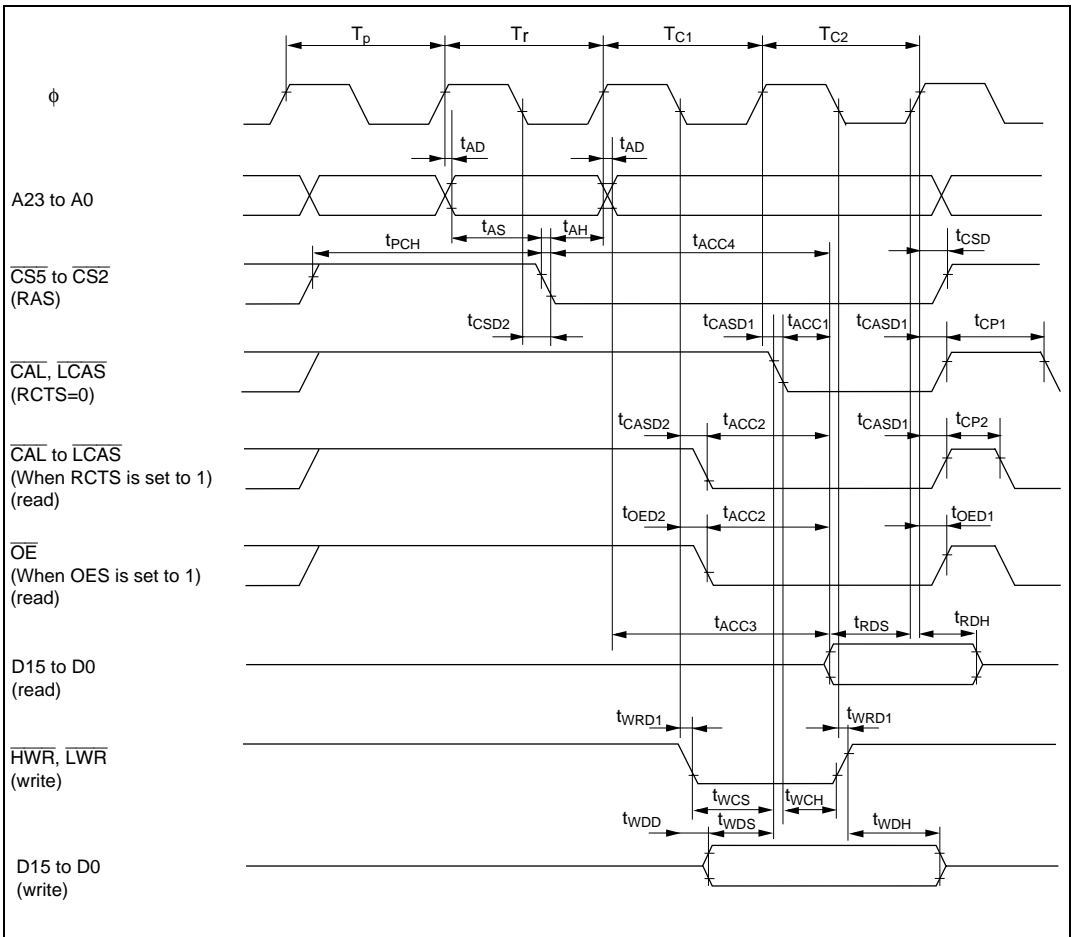 Tp Tr TC1 TC2
ϕ
tAD tAD
A23 to A0
tAS tAH
tPCH tACC4 tCSD
CS5 to CS2
(RAS)
tCSD2 tCASD1 tACC1 tCASD1 tCP1
CAL, LCAS
(RCTS=0)
tCASD2 tACC2 tCASD1 tCP2
CAL to LCAS
(When RCTS is set to 1)
(read)
tOED2 tACC2 tOED1
OE
(When OES is set to 1)
(read)
tACC3 tRDS tRDH
D15 to D0
(read)
tWRD1 tWRD1
HWR, LWR
(write)
tWCS tWCH
tWDD tWDS tWDH
D15 to D0
(write)